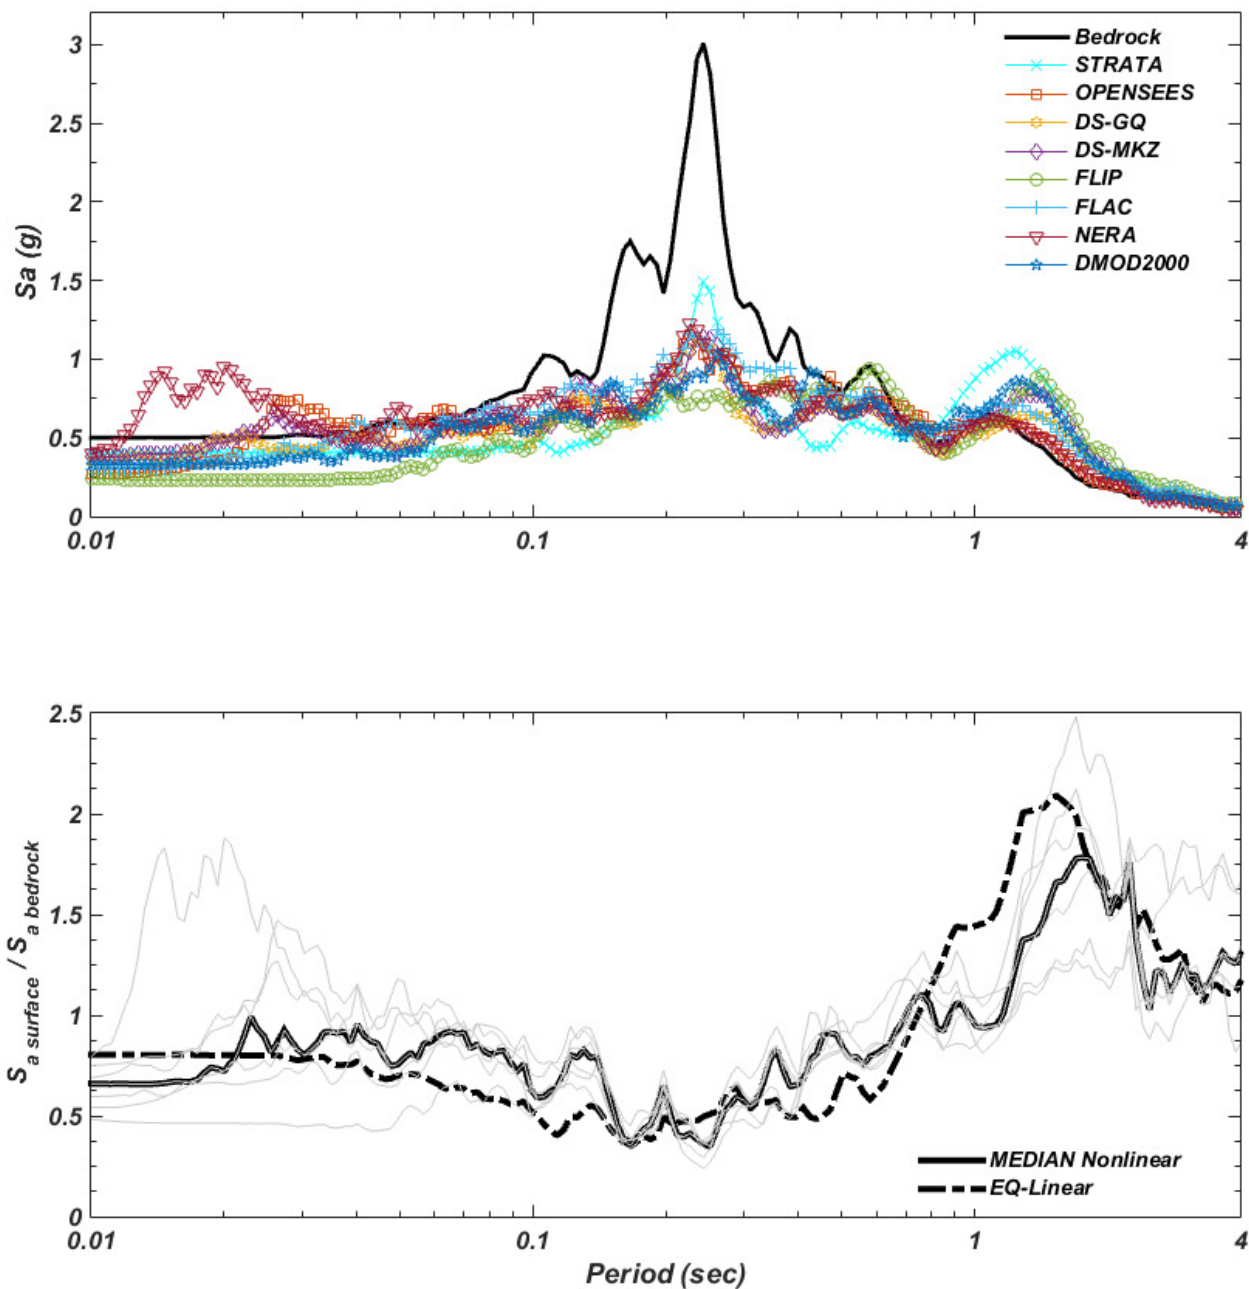 3
2.5
2
1.5
1
0.5
0
Sa (g)
0.01
0.1
1
4
Bedrock
STRATA
OPENSEES
DS-GQ
DS-MKZ
FLIP
FLAC
NERA
DMOD2000
2.5
2
1.5
1
0.5
0
S a surface / S a bedrock
0.01
0.1
1
4
Period (sec)
MEDIAN Nonlinear
EQ-Linear